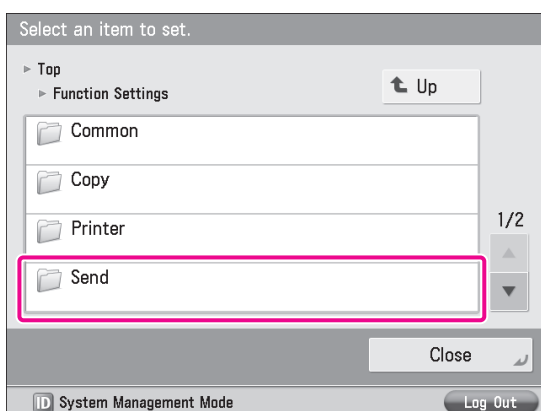 Select an item to set.
Top
Function Settings
Up
Common
Copy
Printer
Send
1/2
Close
ID System Management Mode
Log Out